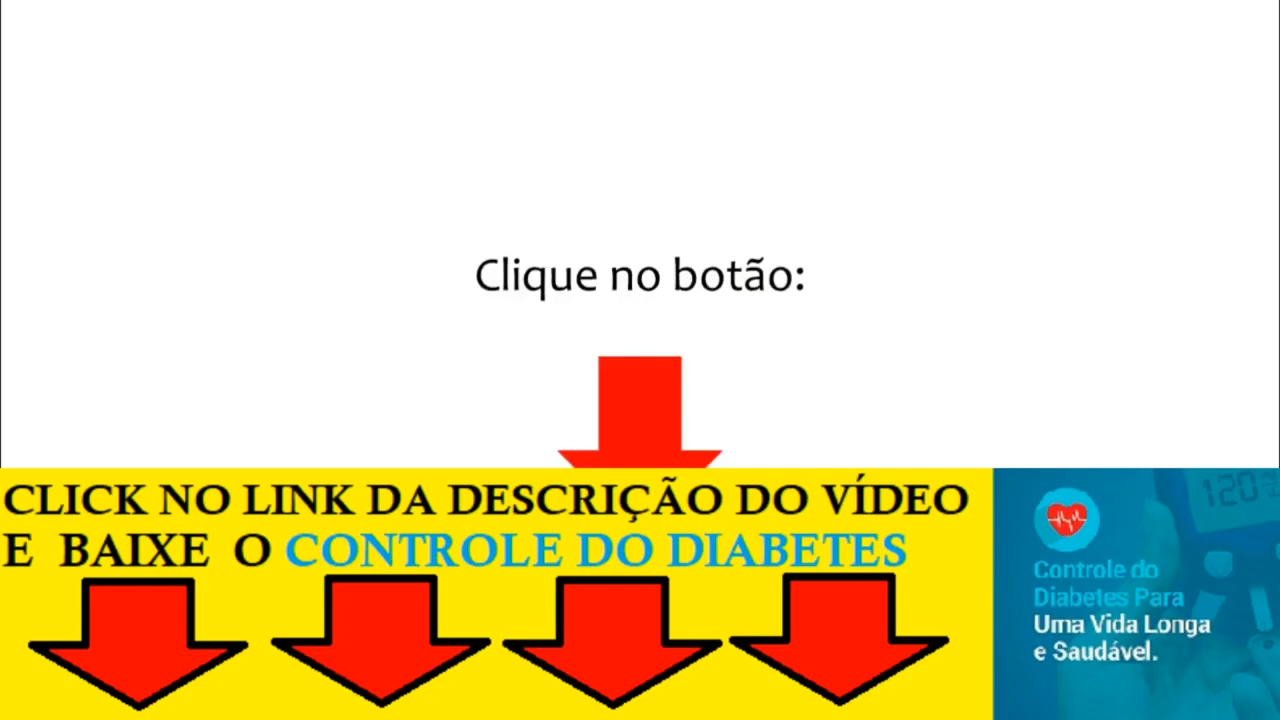 Clique no botão:
CLICK NO LINK DA DESCRIÇÃO DO VÍDEO
E BAIXE O CONTROLE DO DIABETES
120
Controle do
Diabetes Para
Uma Vida Longa
e Saudável.